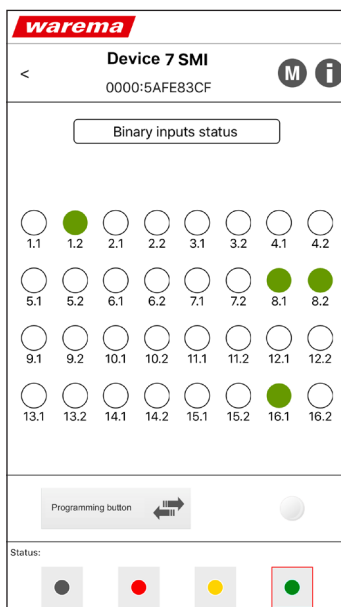 warema
Device 7 SMI
<
0000:5AFE83CF
M i
Binary inputs status
1.1 1.2 2.1 2.2 3.1 3.2 4.1 4.2
5.1 5.2 6.1 6.2 7.1 7.2 8.1 8.2
9.1 9.2 10.1 10.2 11.1 11.2 12.1 12.2
13.1 13.2 14.1 14.2 15.1 15.2 16.1 16.2
Programming button
Status: